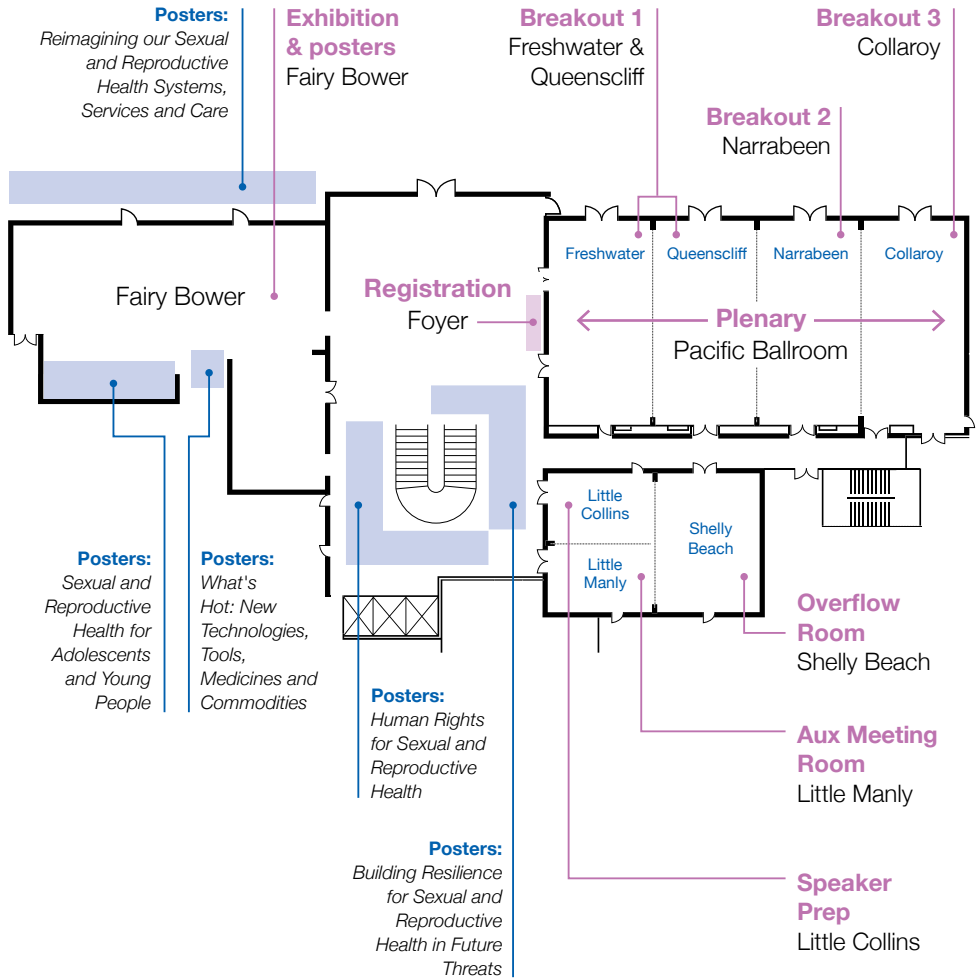 Posters:
Reimagining our Sexual
and Reproductive
Health Systems,
Services and Care
Exhibition
& posters
Fairy Bower
Breakout 1
Freshwater &
Queenscliff
Breakout 2
Narrabeen
Breakout 3
Collaroy
Freshwater
Queenscliff
Narrabeen
Collaroy
Fairy Bower
Registration
Foyer
Plenary
Pacific Ballroom
Little
Collins
Little
Manly
Shelly
Beach
Posters:
Sexual and
Reproductive
Health for
Adolescents
and Young
People
Posters:
What's
Hot: New
Technologies,
Tools,
Medicines and
Commodities
Posters:
Human Rights
for Sexual and
Reproductive
Health
Posters:
Building Resilience
for Sexual and
Reproductive
Health in Future
Threats
Overflow
Room
Shelly Beach
Aux Meeting
Room
Little Manly
Speaker
Prep
Little Collins